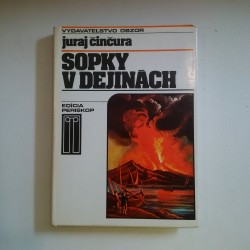 VYDAVATEĽSTVO OBZOR
juraj činčura
SOPKY
V DEJINÁCH
EDÍCIA
PERISKOP